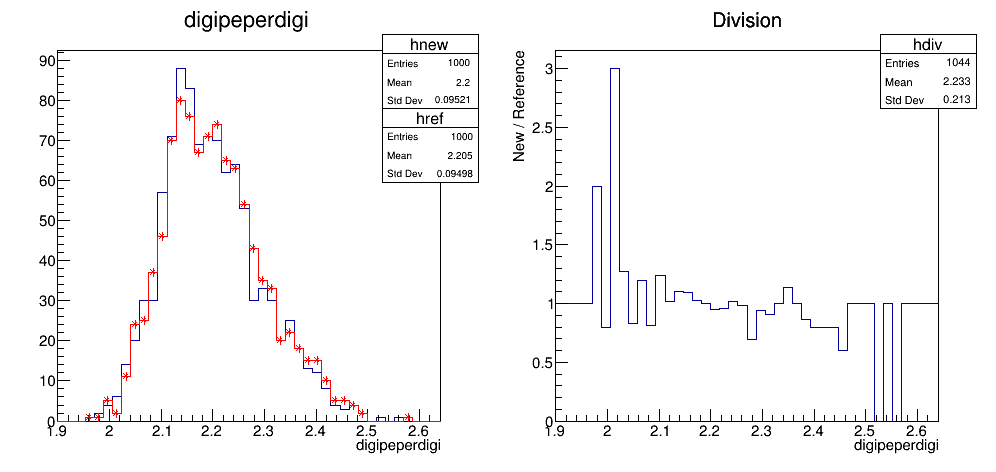 digipeperdigi
hnew
Entries 1000
Mean 2.2
Std Dev 0.09521
href
Entries 1000
Mean 2.205
Std Dev 0.09498
90
80
70
60
50
40
30
20
10
0
1.9 2 2.1 2.2 2.3 2.4 2.5 2.6
digipeperdigi
Division
hdiv
Entries 1044
Mean 2.233
Std Dev 0.213
New / Reference
3
2.5
2
1.5
1
0.5
0
1.9 2 2.1 2.2 2.3 2.4 2.5 2.6
digipeperdigi